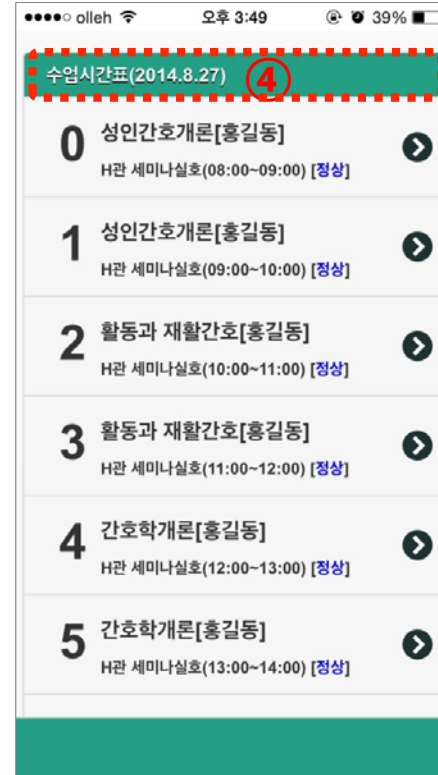 olleh 오후 3:49 39%
수업시간표(2014.8.27) ④
0 성인간호개론[홍길동]
H관 세미나실호(08:00~09:00) [정상]
1 성인간호개론[홍길동]
H관 세미나실호(09:00~10:00) [정상]
2 활동과 재활간호[홍길동]
H관 세미나실호(10:00~11:00) [정상]
3 활동과 재활간호[홍길동]
H관 세미나실호(11:00~12:00) [정상]
4 간호학개론[홍길동]
H관 세미나실호(12:00~13:00) [정상]
5 간호학개론[홍길동]
H관 세미나실호(13:00~14:00) [정상]